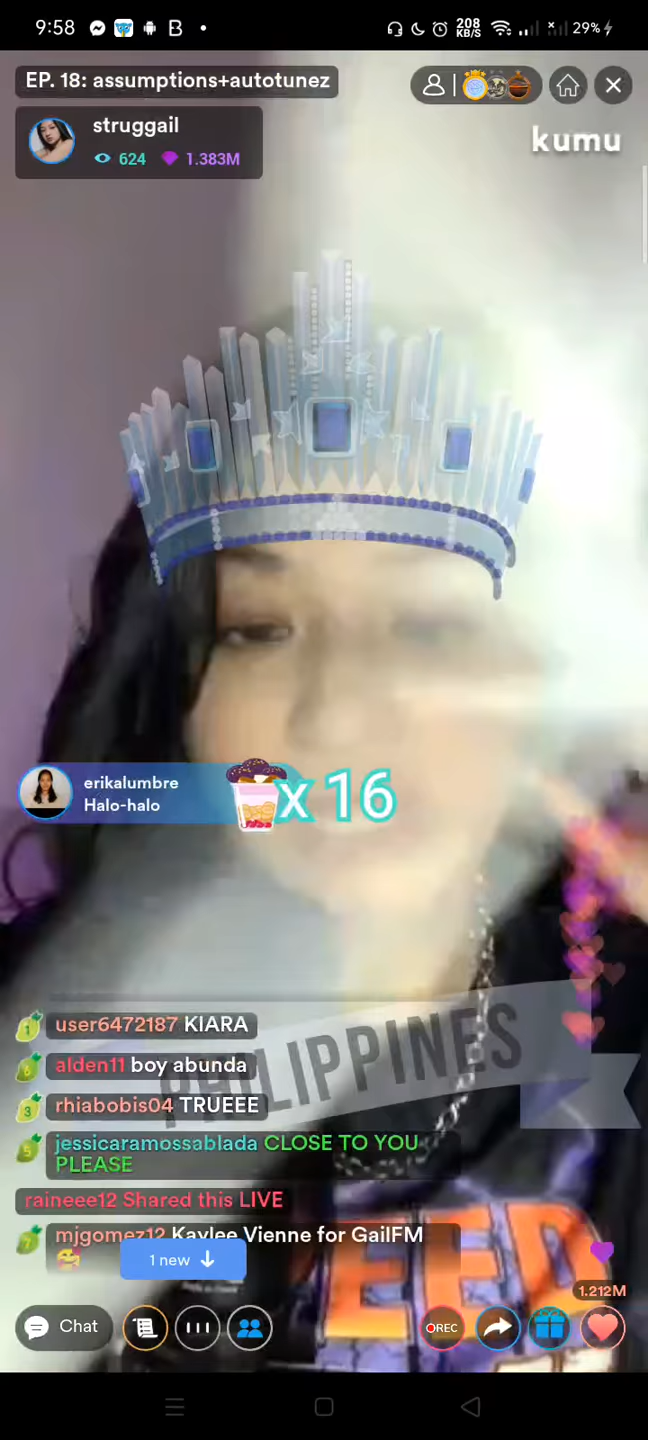 9:58
208
KB/S
29%
EP. 18: assumptions+autotunez
struggail
624 1.383M
kumu
erikalumbre
Halo-halo
x 16
user6472187 KIARA
alden11 boy abunda
rhiabobis04 TRUEEE
jessicaramossablada CLOSE TO YOU
PLEASE
raineee12 Shared this LIVE
mjgomez12 Kaylee Vienne for GailFM
1 new
PHILIPPINES
1.212M
Chat
REC